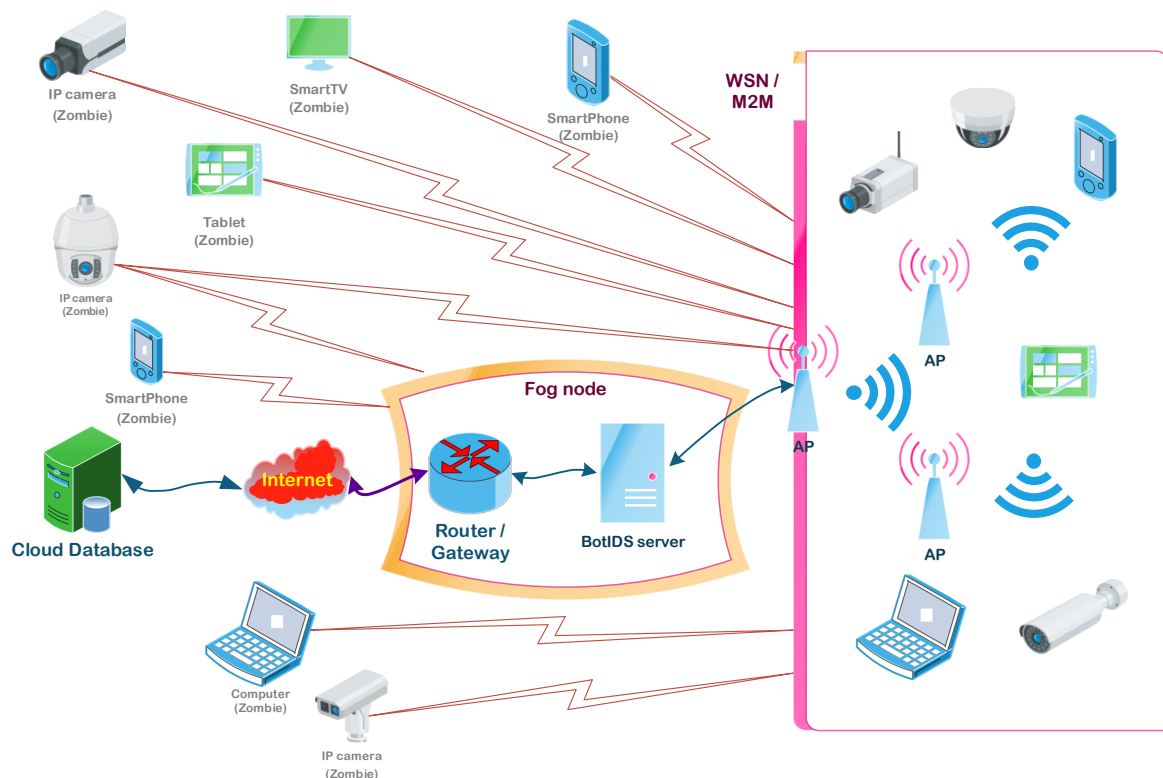 IP camera
(Zombie)
SmartTV
(Zombie)
SmartPhone
(Zombie)
WSN /
M2M
Tablet
(Zombie)
IP camera
(Zombie)
SmartPhone
(Zombie)
AP
AP
AP
Fog node
Internet
Cloud Database
Router /
Gateway
BotIDS server
Computer
(Zombie)
IP camera
(Zombie)